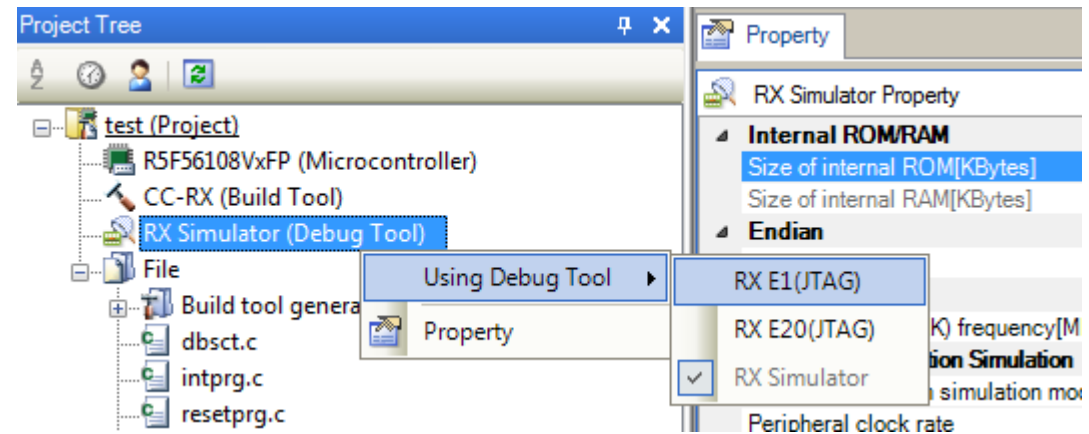 Project Tree
test (Project)
R5F56108VxFP (Microcontroller)
CC-RX (Build Tool)
RX Simulator (Debug Tool)
File
Build tool genera
dbsct.c
intprg.c
resetprg.c
Using Debug Tool
Property
RX E1(JTAG)
RX E20(JTAG)
RX Simulator
Property
RX Simulator Property
Internal ROM/RAM
Size of internal ROM[KBytes]
Size of internal RAM[KBytes]
Endian
K) frequency[M
tion Simulation
simulation mo
Peripheral clock rate